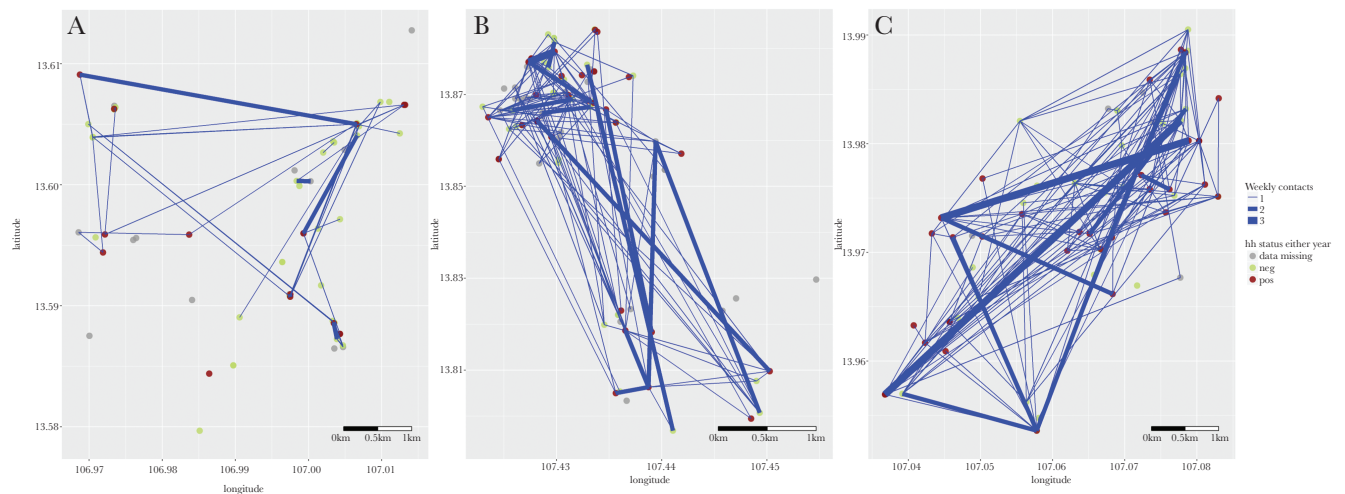 A
B
C
latitude
13.61
13.60
13.59
13.58
0km 0.5km 1km
106.97 106.98 106.99 107.00 107.01
longitude
latitude
13.87
13.85
13.83
13.81
0km 0.5km 1km
107.43 107.44 107.45
longitude
latitude
13.99
13.98
13.97
13.96
0km 0.5km 1km
107.04 107.05 107.06 107.07 107.08
longitude
Weekly contacts
1
2
3
hh status either year
data missing
neg
pos